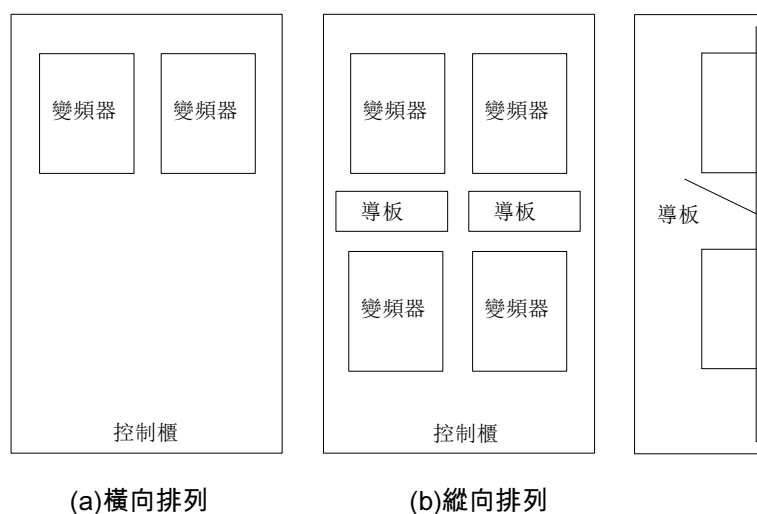 變頻器 變頻器
控制櫃
(a)橫向排列
變頻器 變頻器
導板 導板
變頻器 變頻器
控制櫃
(b)縱向排列
導板